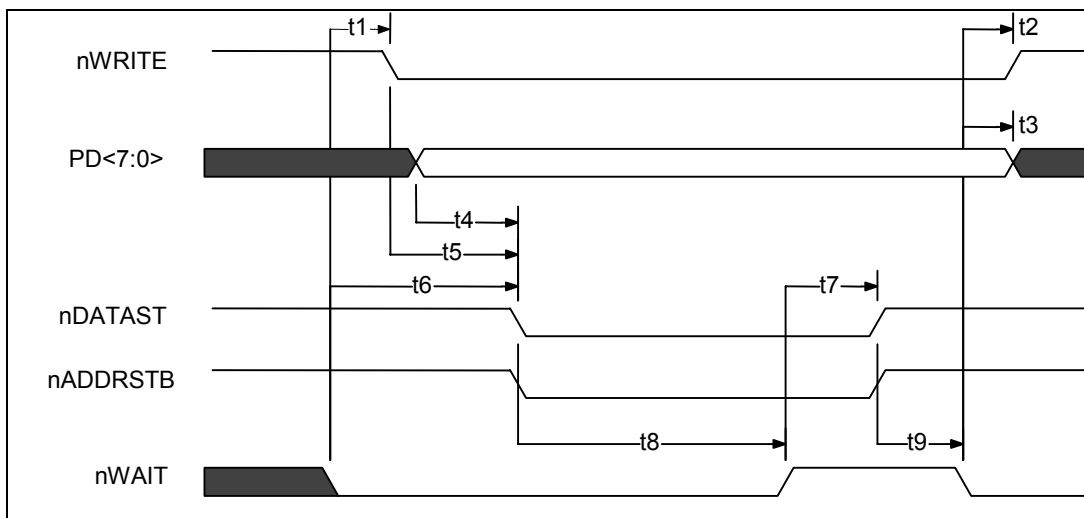 t1 t2
nWRITE
t3
PD<7:0>
t4
t5
t6 t7
nDATAST
nADDRSTB
t8 t9
nWAIT